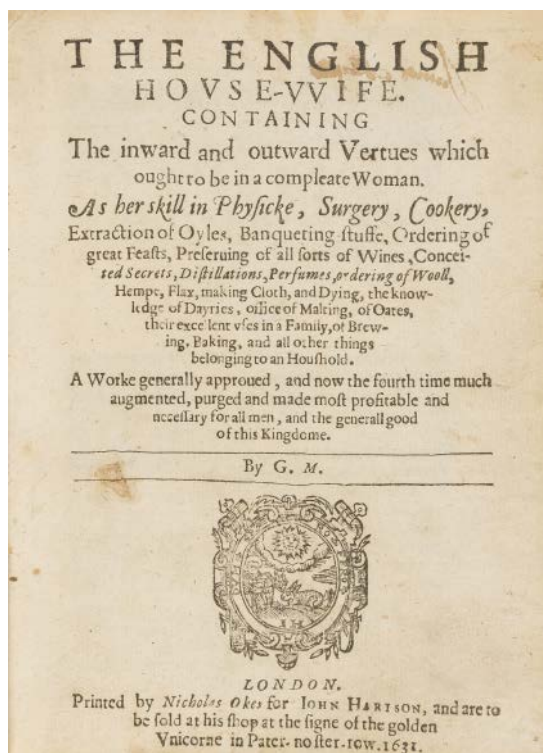 THE ENGLISH
HOVSE-VVIFE.
CONTAINING
The inward and outward Vertues which
ought to be in a compleate Woman.
As her skill in Phyſicke, Surgery, Cookery,
Extraction of Oyles, Banqueting ſtuffe, Ordering of
great Feaſts, Preſeruing of all ſorts of Wines, Concei-
ted Secrets, Diſtillations, Perfumes, ordering of Wooll,
Hempe, Flax, making Cloth, and Dying, the know-
ledge of Dayries, office of Malting, of Oates,
their excellent vſes in a Family, of Brew-
ing, Baking, and all other things
belonging to an Houſhold.
A Worke generally approued, and now the fourth time much
augmented, purged and made moſt profitable and
neceſſary for all men, and the generall good
of this Kingdome.
By G. M.
I H
LONDON.
Printed by Nicholas Okes for IOHN HARISON, and are to
be ſold at his ſhop at the ſigne of the golden
Vnicorne in Pater-noſter-row. 1631.